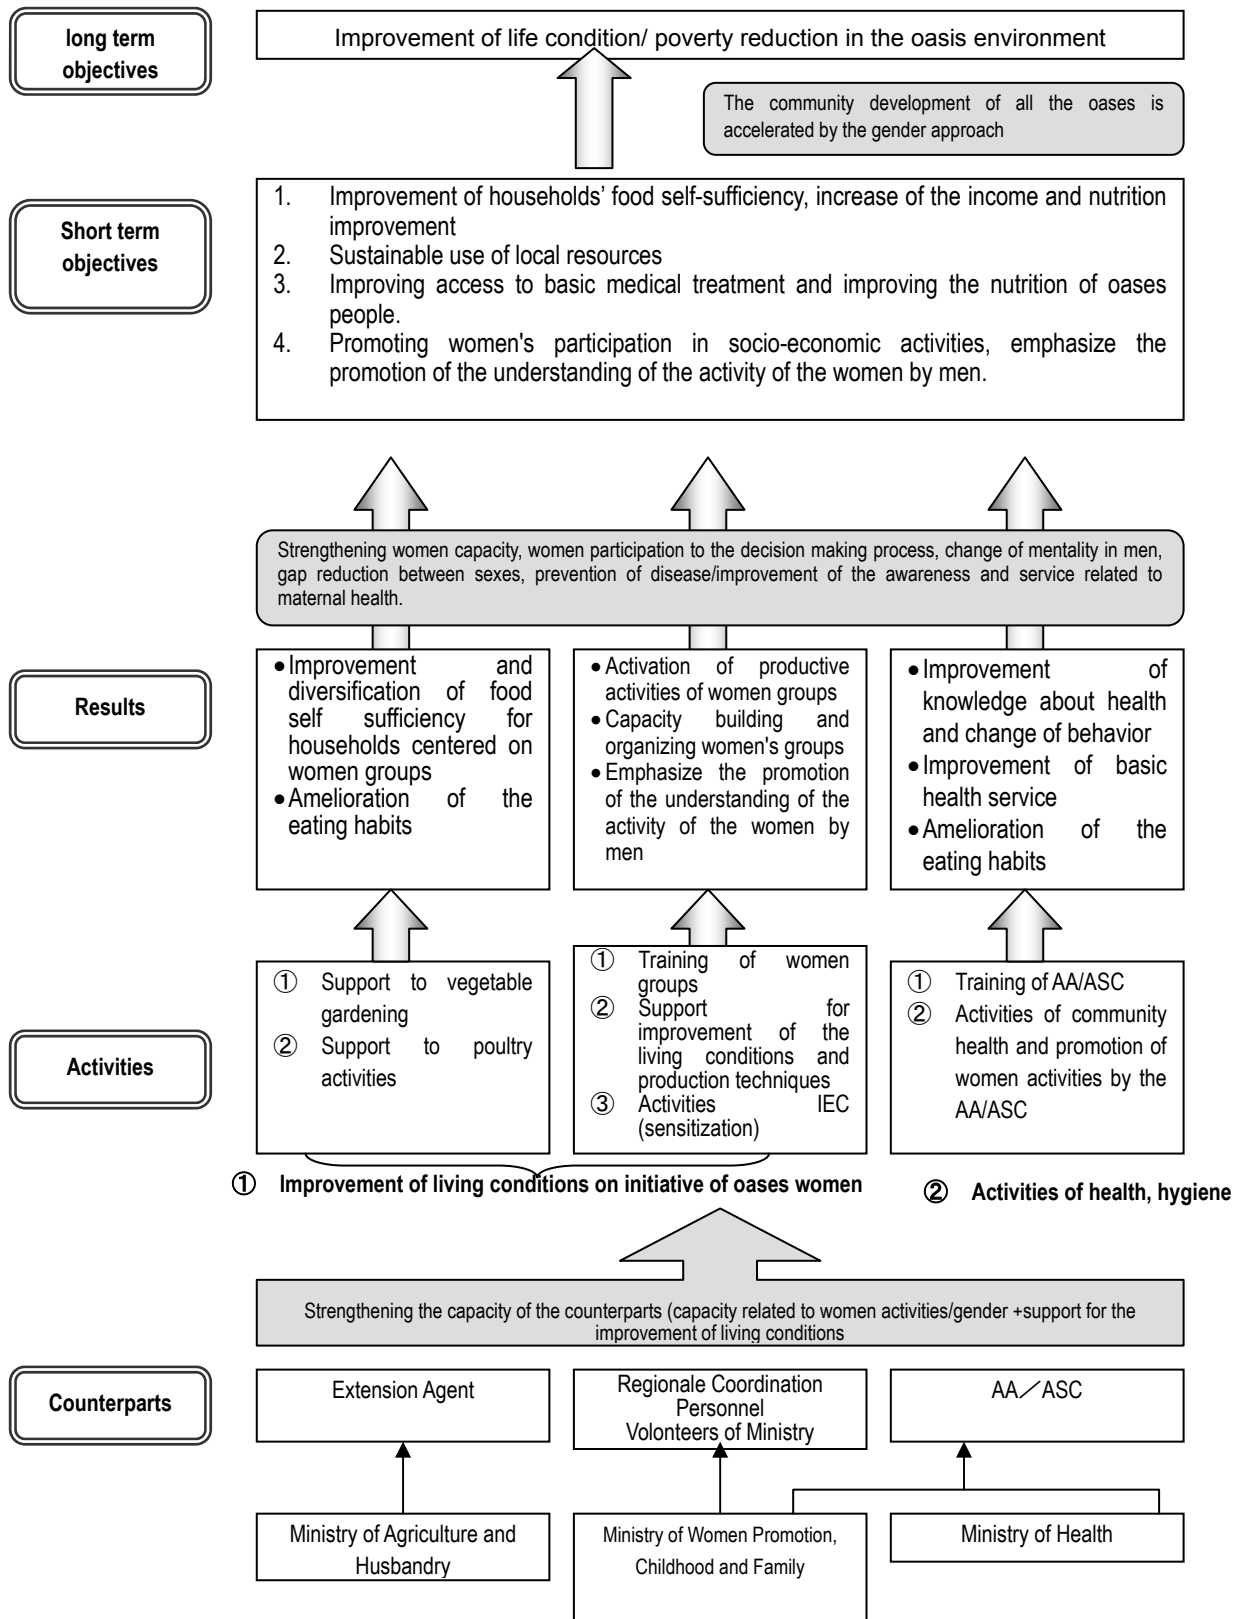 long term
objectives
Improvement of life condition/ poverty reduction in the oasis environment
The community development of all the oases is
accelerated by the gender approach
Short term
objectives
1. Improvement of households’ food self-sufficiency, increase of the income and nutrition
improvement
2. Sustainable use of local resources
3. Improving access to basic medical treatment and improving the nutrition of oases
people.
4. Promoting women's participation in socio-economic activities, emphasize the
promotion of the understanding of the activity of the women by men.
Strengthening women capacity, women participation to the decision making process, change of mentality in men,
gap reduction between sexes, prevention of disease/improvement of the awareness and service related to
maternal health.
Results
•Improvement and
diversification of food
self sufficiency for
households centered on
women groups
•Amelioration of the
eating habits
• Activation of productive
activities of women groups
• Capacity building and
organizing women's groups
• Emphasize the promotion
of the understanding of the
activity of the women by
men
•Improvement of
knowledge about health
and change of behavior
•Improvement of basic
health service
•Amelioration of the
eating habits
Activities
① Support to vegetable
gardening
② Support to poultry
activities
① Training of women
groups
② Support for
improvement of the
living conditions and
production techniques
③ Activities IEC
(sensitization)
① Training of AA/ASC
② Activities of community
health and promotion of
women activities by the
AA/ASC
① Improvement of living conditions on initiative of oases women
② Activities of health, hygiene
Strengthening the capacity of the counterparts (capacity related to women activities/gender +support for the
improvement of living conditions
Counterparts
Extension Agent
Regionale Coordination
Personnel
Volonteers of Ministry
AA／ASC
Ministry of Agriculture and
Husbandry
Ministry of Women Promotion,
Childhood and Family
Ministry of Health